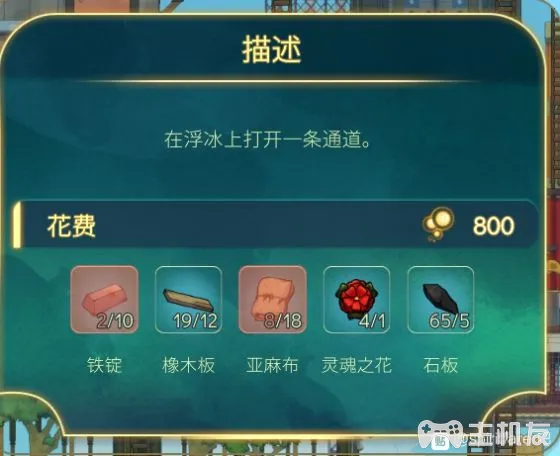 描述
在浮冰上打开一条通道。
花费 800
2/10 19/12 8/18 4/1 65/5
铁锭 橡木板 亚麻布 灵魂之花 石板
主机友